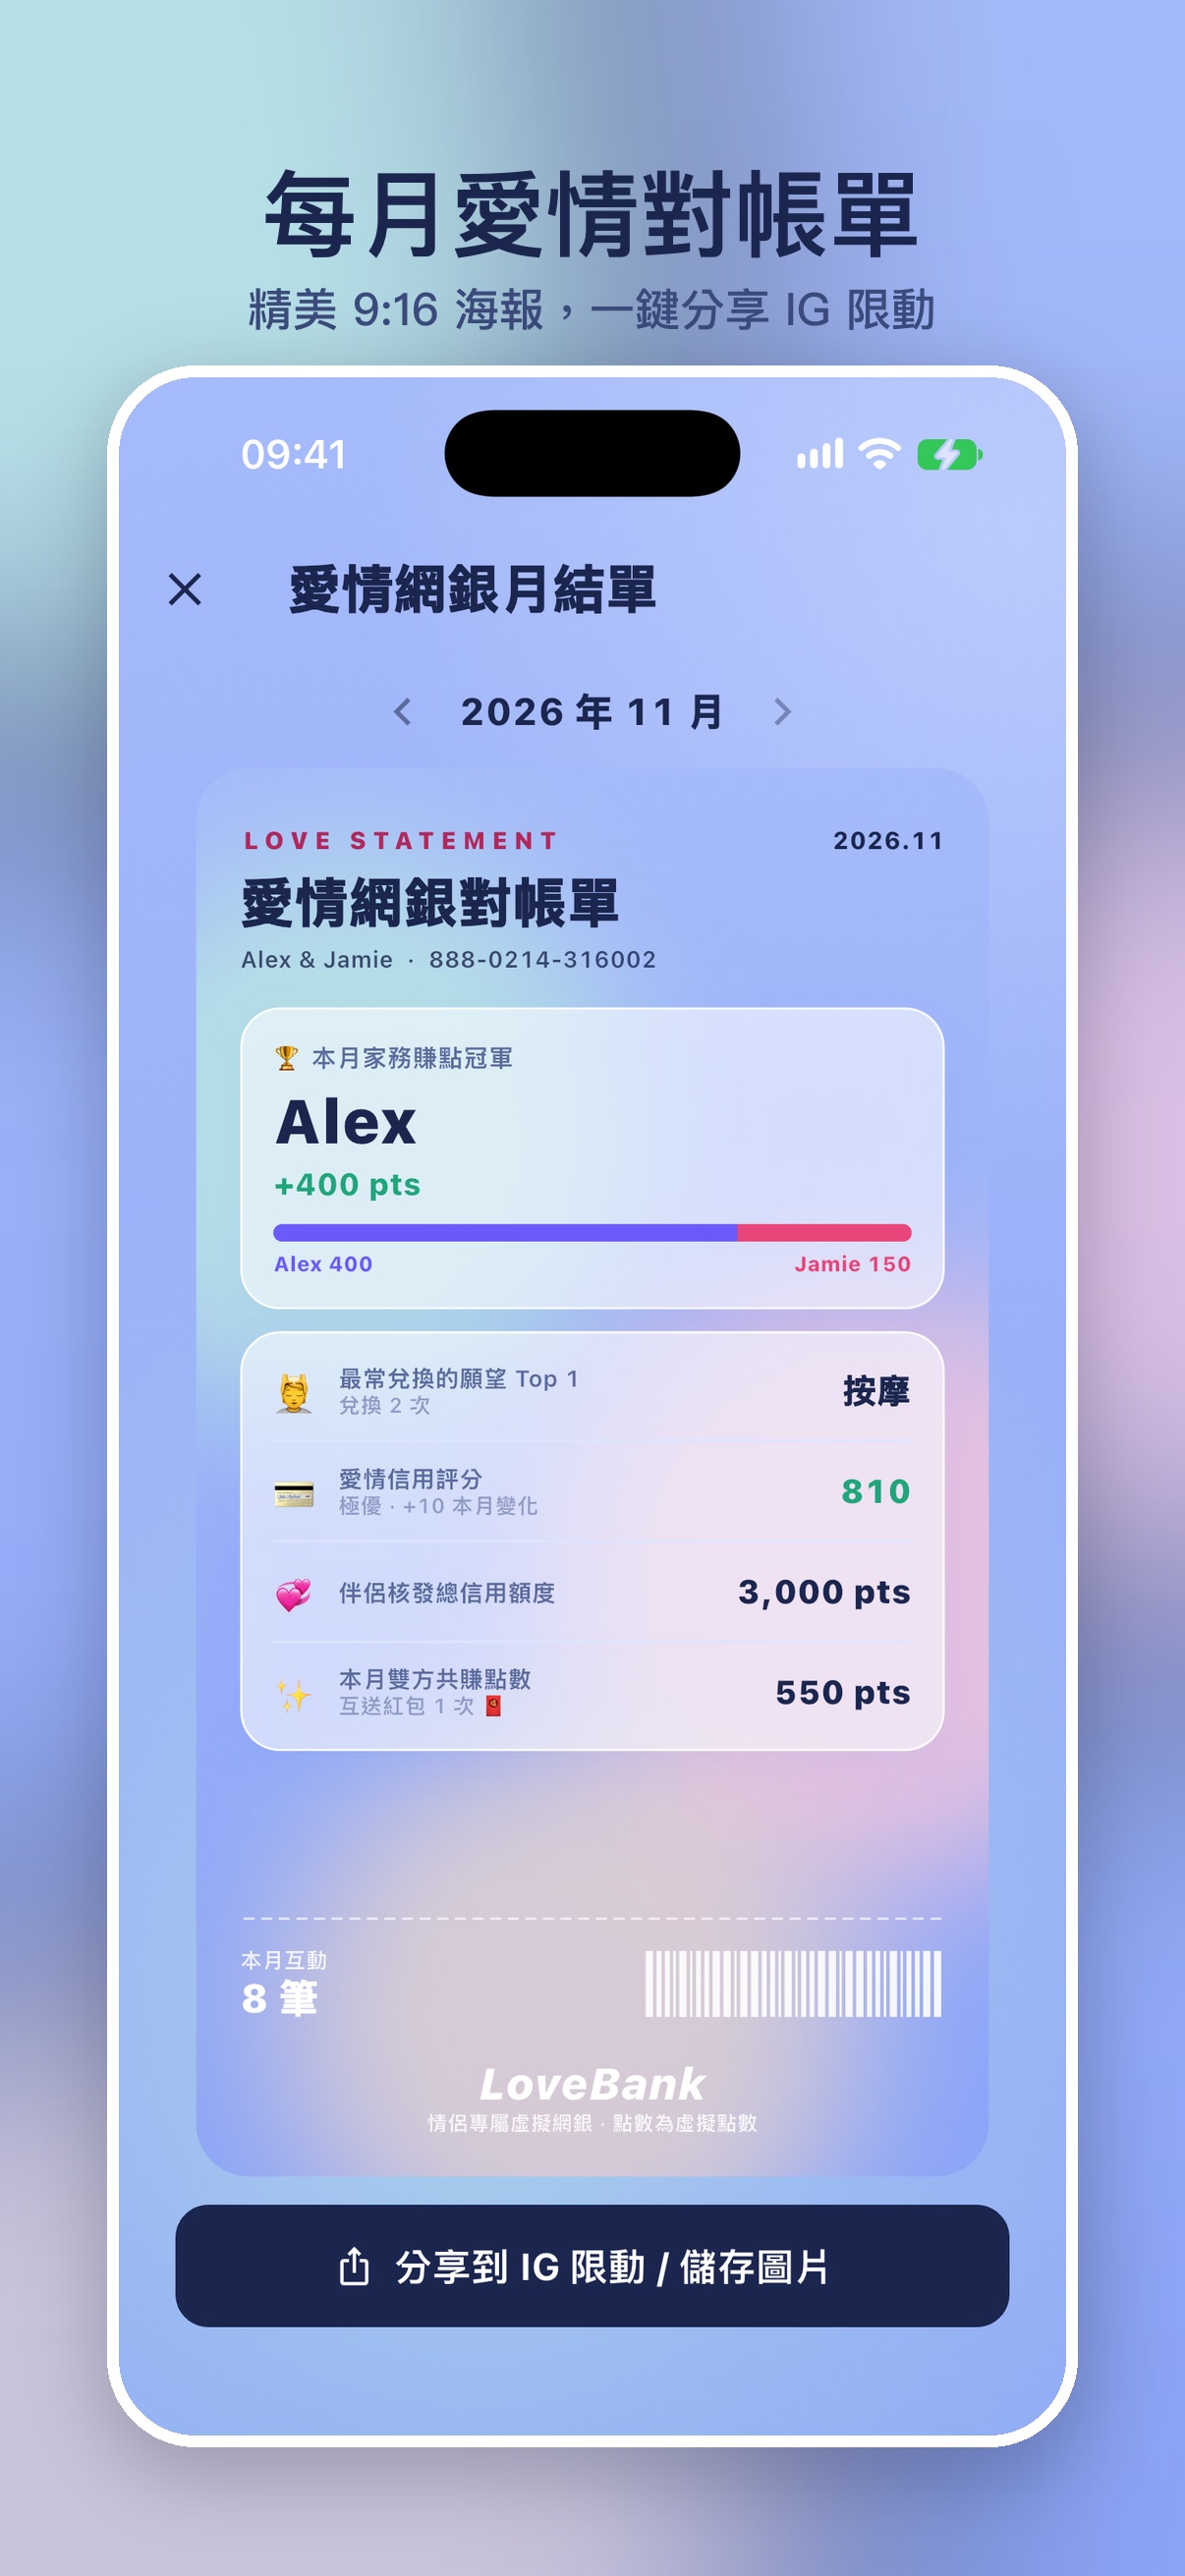 每月愛情對帳單
精美 9:16 海報，一鍵分享 IG 限動
09:41
愛情網銀月結單
2026 年 11 月
LOVE STATEMENT 2026.11
愛情網銀對帳單
Alex & Jamie · 888-0214-316002
🏆 本月家務賺點冠軍
Alex
+400 pts
Alex 400 Jamie 150
最常兌換的願望 Top 1
兌換 2 次
按摩
愛情信用評分
極優 · +10 本月變化
810
伴侶核發總信用額度 3,000 pts
本月雙方共賺點數
互送紅包 1 次 🧧
550 pts
本月互動
8 筆
LoveBank
情侶專屬虛擬網銀 · 點數為虛擬點數
分享到 IG 限動 / 儲存圖片